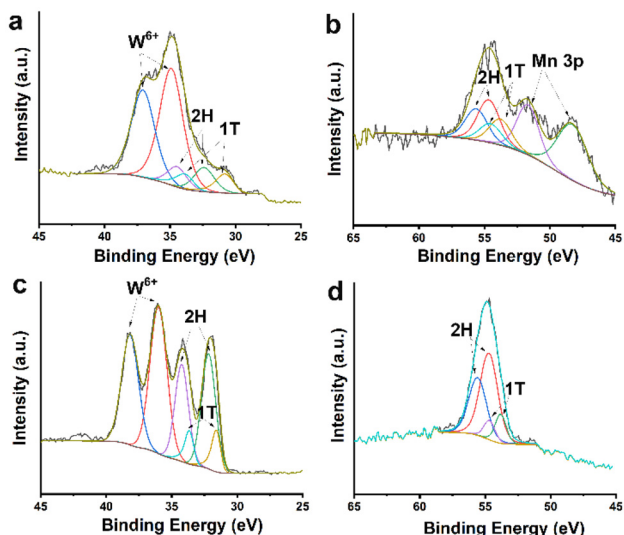 a
W6+
2H
1T
Intensity (a.u.)
45 40 35 30 25
Binding Energy (eV)
b
2H
1T
Mn 3p
Intensity (a.u.)
65 60 55 50 45
Binding Energy (eV)
c
W6+
2H
1T
Intensity (a.u.)
45 40 35 30 25
Binding Energy (eV)
d
2H
1T
Intensity (a.u.)
65 60 55 50 45
Binding Energy (eV)